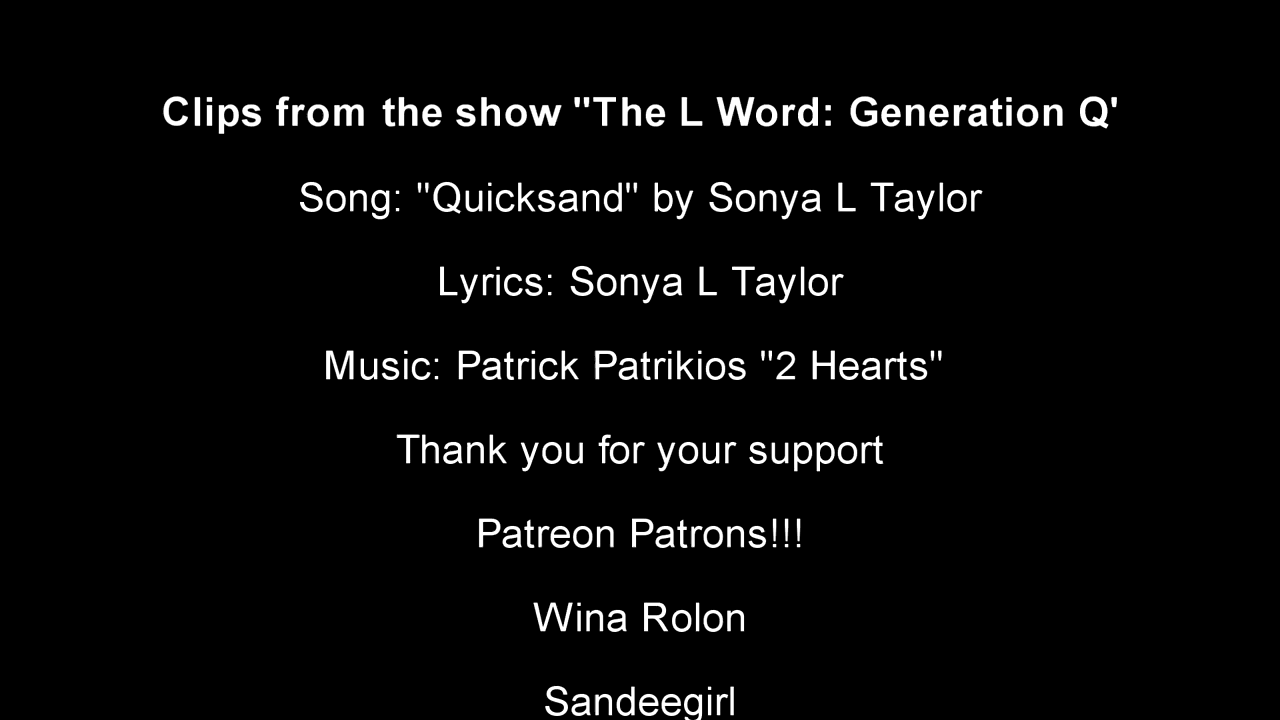 Clips from the show "The L Word: Generation Q'
Song: "Quicksand" by Sonya L Taylor
Lyrics: Sonya L Taylor
Music: Patrick Patrikios "2 Hearts"
Thank you for your support
Patreon Patrons!!!
Wina Rolon
Sandeegirl